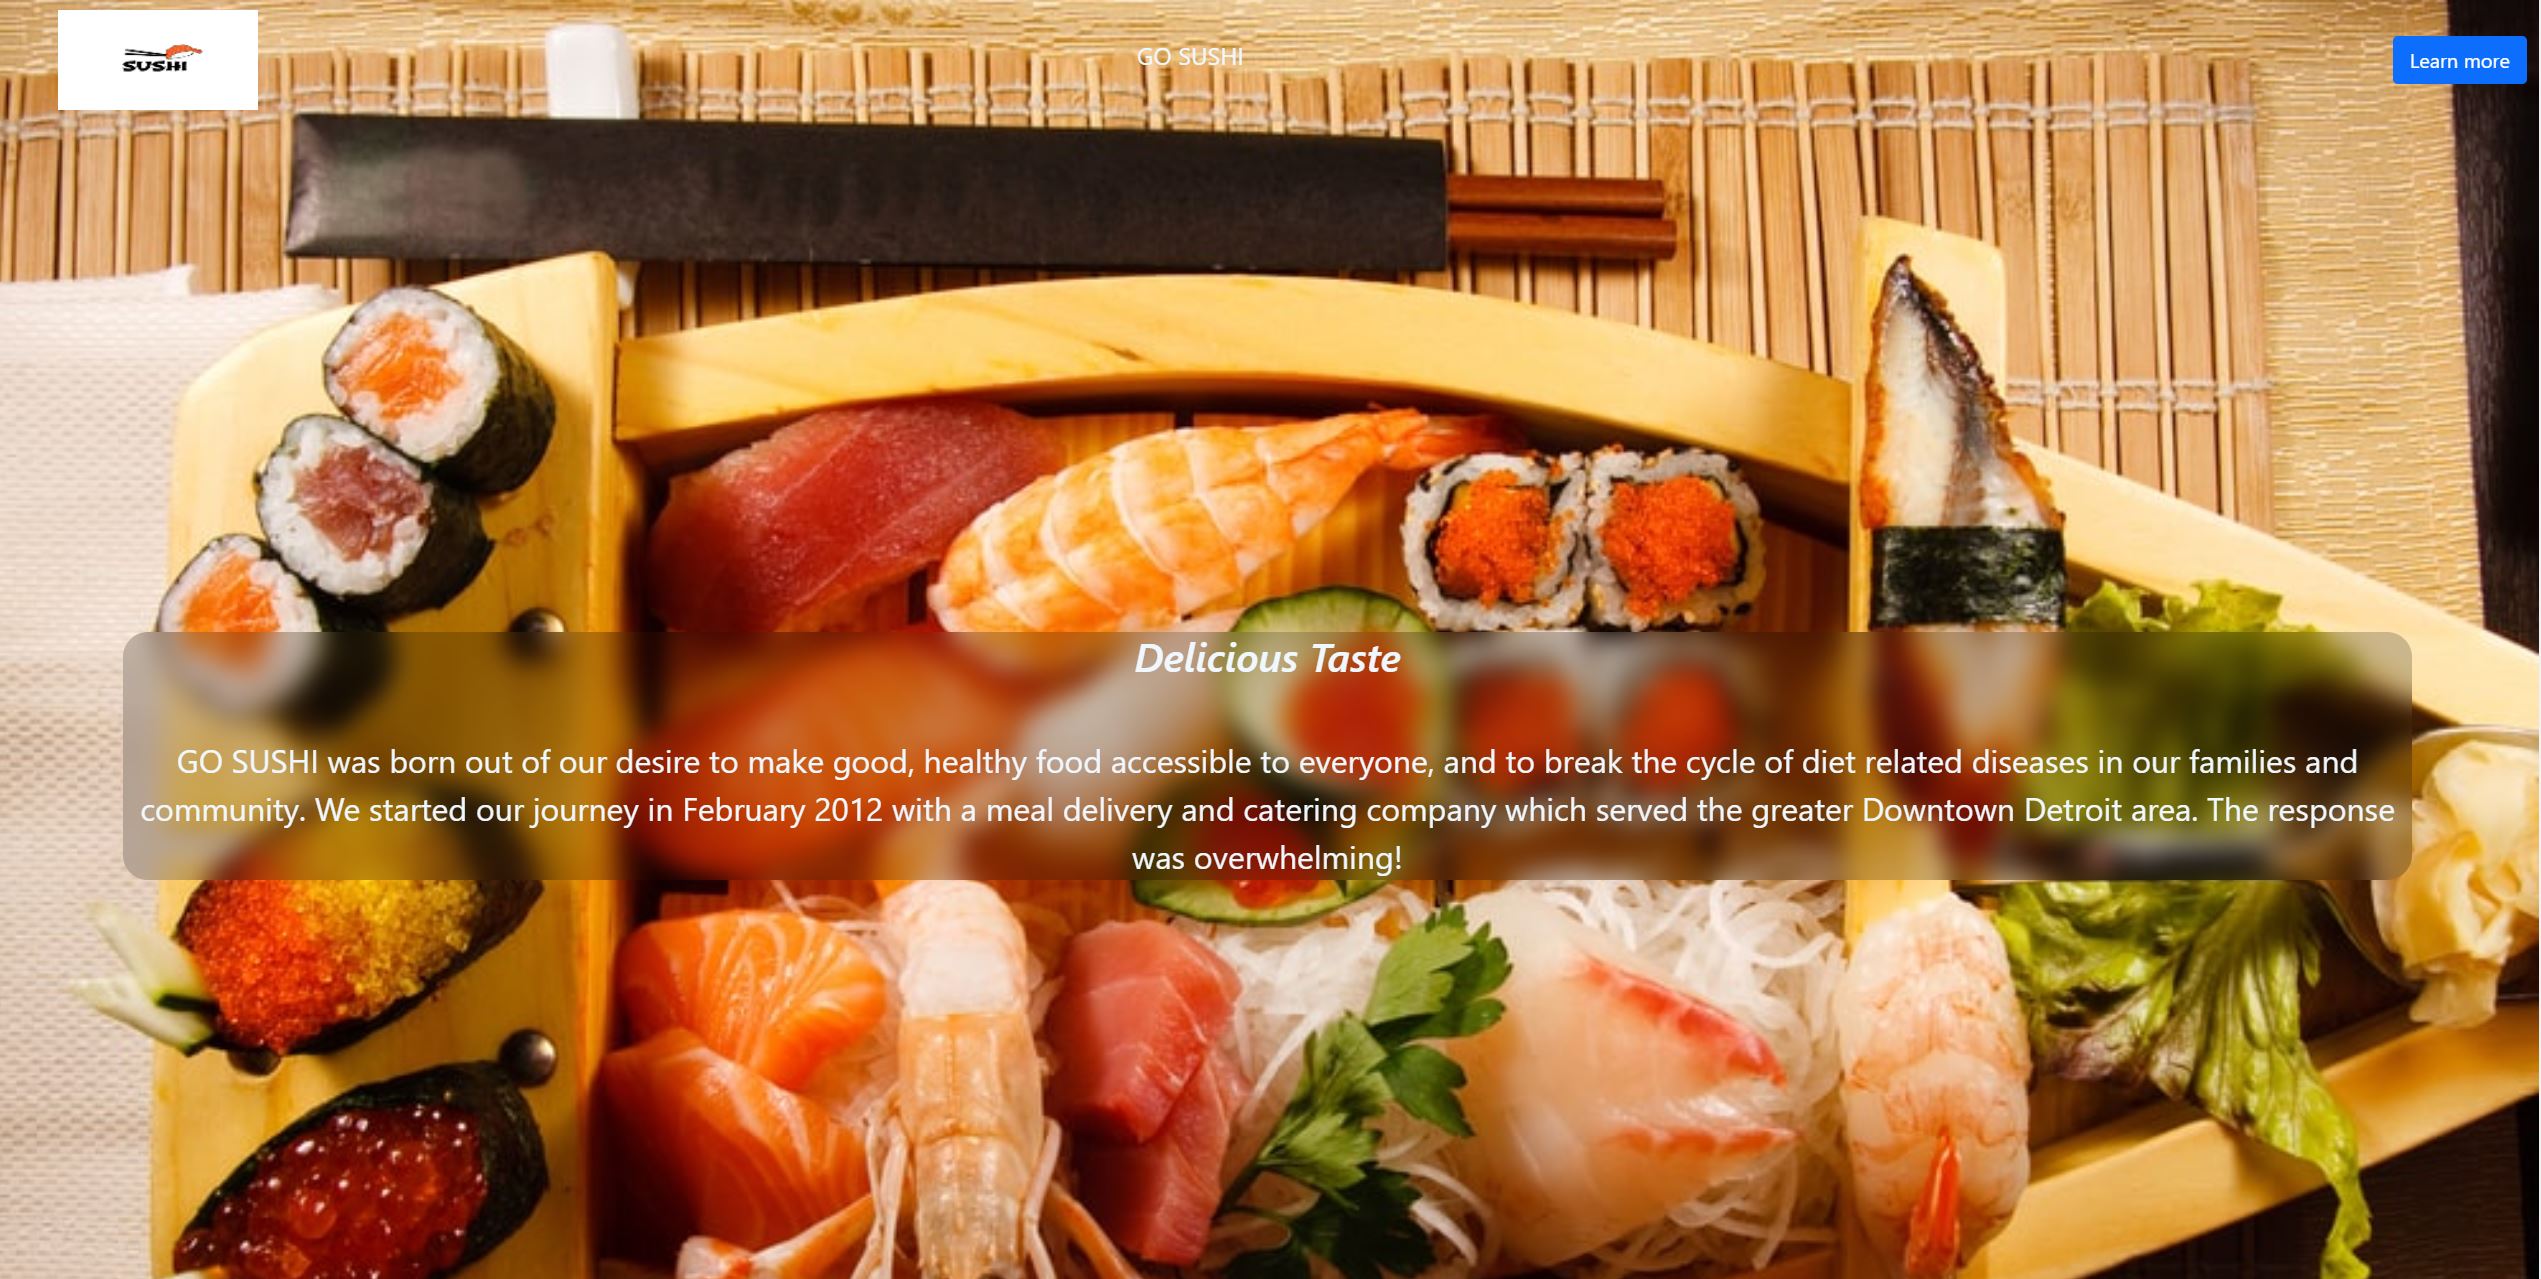 SUSHI
GO SUSHI
Learn more
Delicious Taste
GO SUSHI was born out of our desire to make good, healthy food accessible to everyone, and to break the cycle of diet related diseases in our families and
community. We started our journey in February 2012 with a meal delivery and catering company which served the greater Downtown Detroit area. The response
was overwhelming!